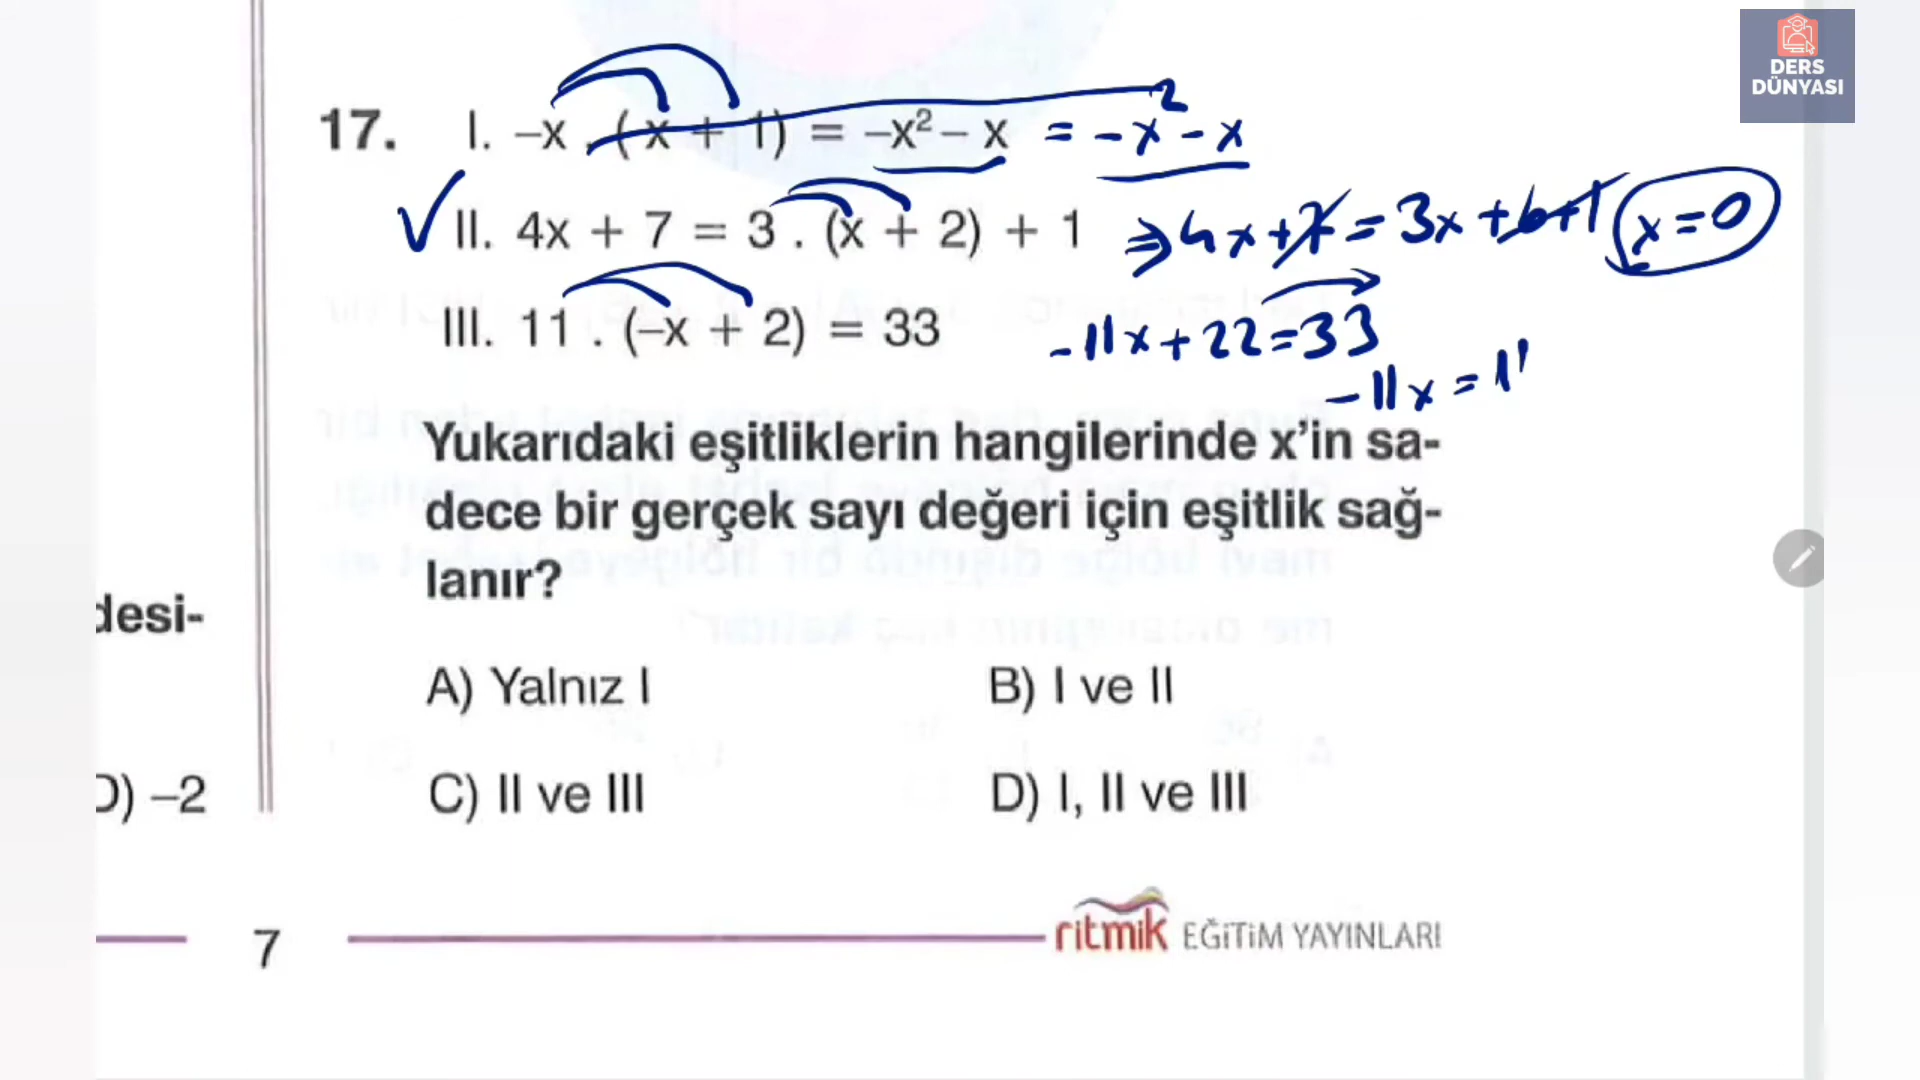 DERS
DÜNYASI
17. I. –x . (x + 1) = –x² – x = -x² - x
II. 4x + 7 = 3 . (x + 2) + 1 ⇒ 4x + 7 = 3x + 6 + 1 x = 0
III. 11 . (–x + 2) = 33 -11x + 22 = 33
-11x = 11
Yukarıdaki eşitliklerin hangilerinde x’in sa-
dece bir gerçek sayı değeri için eşitlik sağ-
lanır?
desi-
A) Yalnız I B) I ve II
D) –2
C) II ve III D) I, II ve III
7
ritmik EĞİTİM YAYINLARI